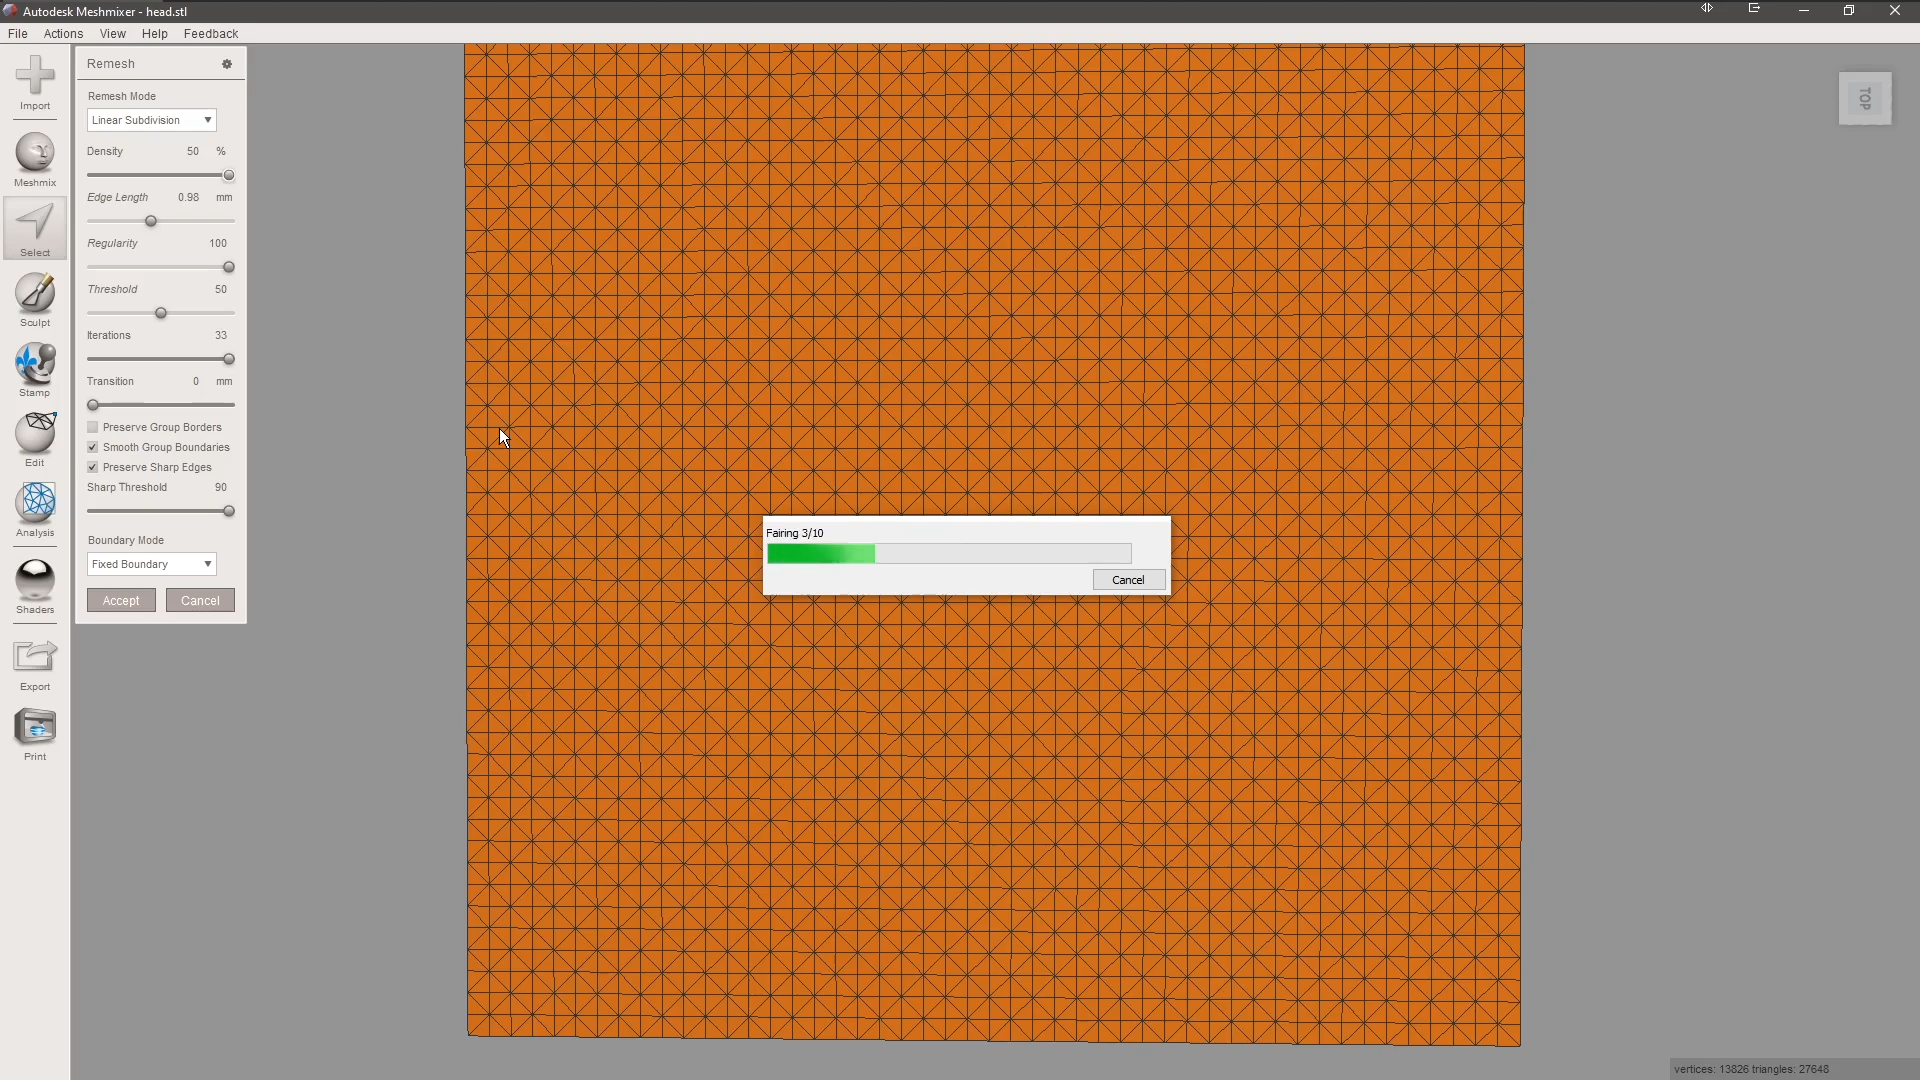 Autodesk Meshmixer - head.stl
File Actions View Help Feedback
Import
Meshmix
Select
Sculpt
Stamp
Edit
Analysis
Shaders
Export
Print
Remesh
Remesh Mode
Linear Subdivision
Density 50 %
Edge Length 0.98 mm
Regularity 100
Threshold 50
Iterations 33
Transition 0 mm
Preserve Group Borders
Smooth Group Boundaries
Preserve Sharp Edges
Sharp Threshold 90
Boundary Mode
Fixed Boundary
Accept Cancel
Fairing 3/10
Cancel
TOP
vertices: 13826 triangles: 27648